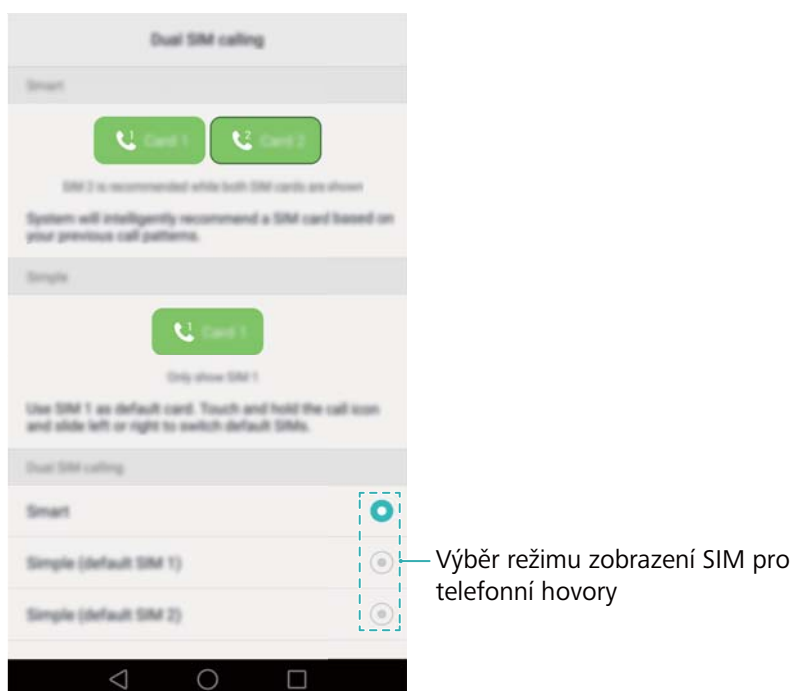 Dual SIM calling
Smart
1 Card 1
2 Card 2
SIM 2 is recommended while both SIM cards are shown
System will intelligently recommend a SIM card based on
your previous call patterns.
Simple
1 Card 1
Only show SIM 1
Use SIM 1 as default card. Touch and hold the call icon
and slide left or right to switch default SIMs.
Dual SIM calling
Smart
Simple (default SIM 1)
Simple (default SIM 2)
Výběr režimu zobrazení SIM pro
telefonní hovory